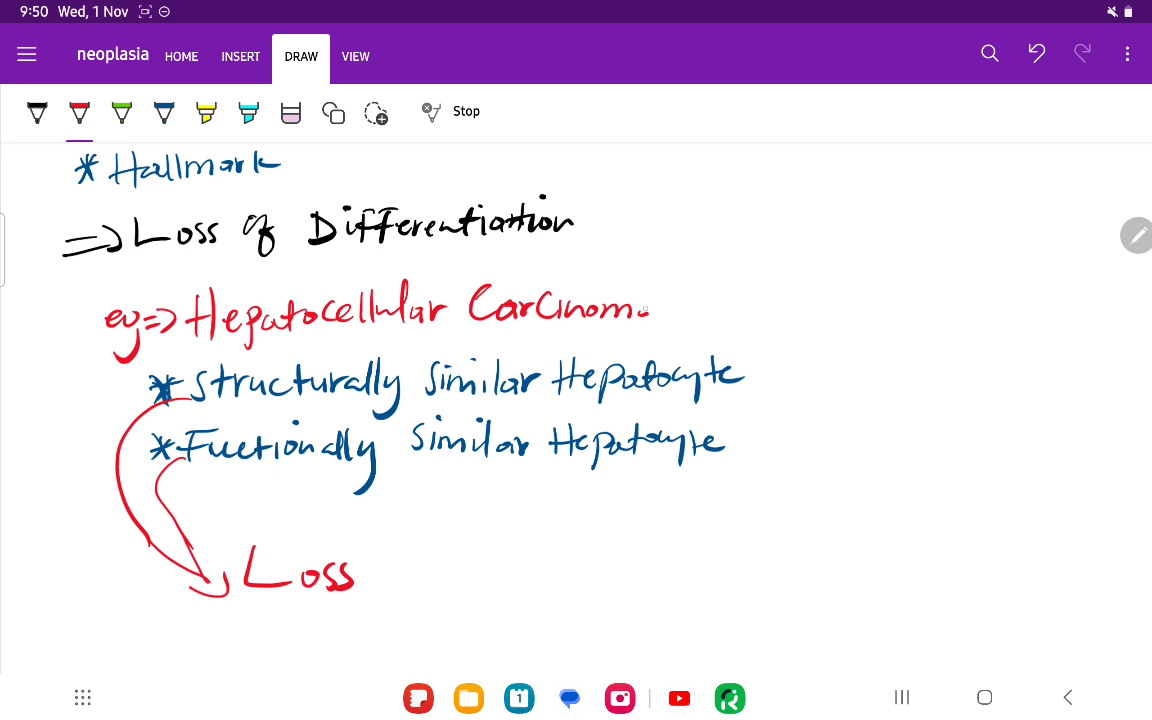 9:50 Wed, 1 Nov
neoplasia HOME INSERT DRAW VIEW
Stop
* Hallmark
=> Loss of Differentiation
eg => Hepatocellular Carcinoma
* Structurally Similar Hepatocyte
* Fuctionally Similar Hepatocyte
Loss
1